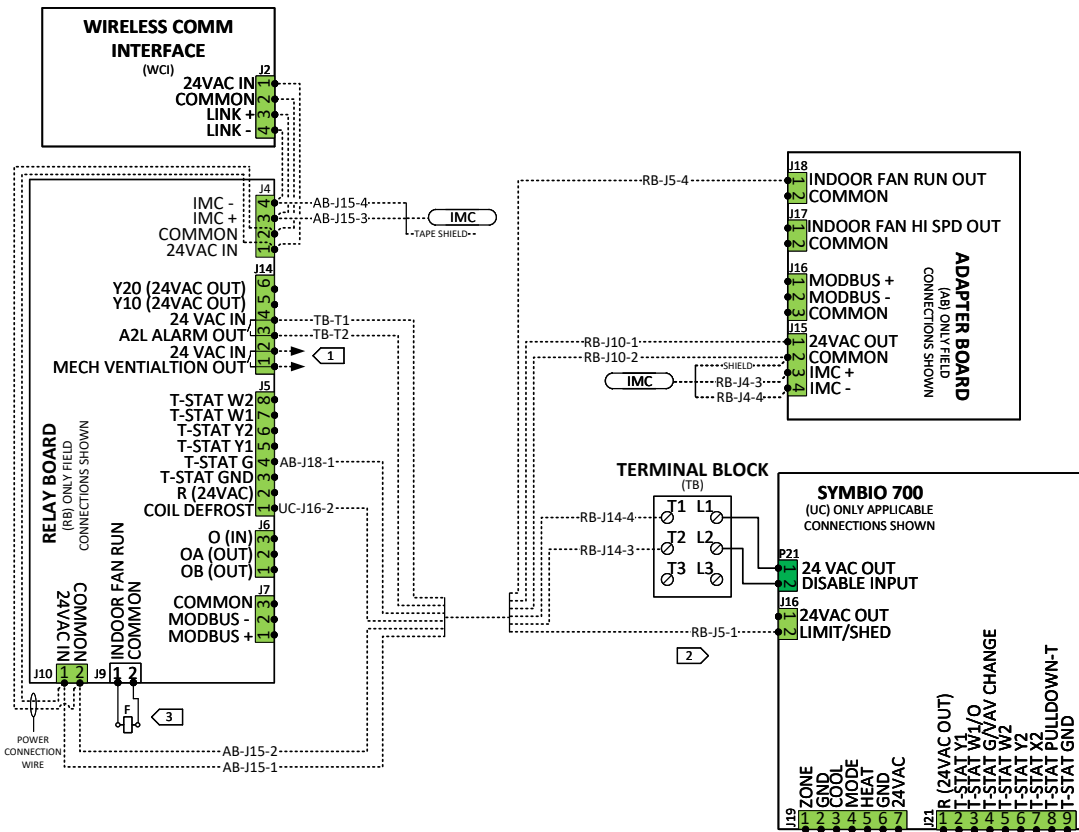 WIRELESS COMM
INTERFACE
(WCI)
J2
24VAC IN 1
COMMON 2
LINK + 3
LINK - 4
J4
IMC - 4 AB-J15-4
IMC + 3 AB-J15-3
COMMON 2
24VAC IN 1
IMC
TAPE SHIELD
J14
Y20 (24VAC OUT) 6
Y10 (24VAC OUT) 5
24 VAC IN 4 TB-T1
A2L ALARM OUT 3 TB-T2
24 VAC IN 2
MECH VENTIALTION OUT 1
1
J5
T-STAT W2 8
T-STAT W1 7
T-STAT Y2 6
T-STAT Y1 5
T-STAT G 4 AB-J18-1
T-STAT GND 3
R (24VAC) 2
COIL DEFROST 1 UC-J16-2
J6
O (IN) 3
OA (OUT) 2
OB (OUT) 1
J7
COMMON 3
MODBUS - 2
MODBUS + 1
RELAY BOARD
(RB) ONLY FIELD
CONNECTIONS SHOWN
24VAC IN
COMMON
INDOOR FAN RUN
COMMON
J10 1 2 J9 1 2
F
3
POWER
CONNECTION
WIRE
AB-J15-2
AB-J15-1
RB-J5-4
J18
1 INDOOR FAN RUN OUT
2 COMMON
J17
1 INDOOR FAN HI SPD OUT
2 COMMON
J16
1 MODBUS +
2 MODBUS -
3 COMMON
J15
RB-J10-1 1 24VAC OUT
RB-J10-2 2 COMMON
SHIELD
IMC
RB-J4-3 3 IMC +
RB-J4-4 4 IMC -
ADAPTER BOARD
(AB) ONLY FIELD
CONNECTIONS SHOWN
TERMINAL BLOCK
(TB)
RB-J14-4 T1 L1
RB-J14-3 T2 L2
T3 L3
SYMBIO 700
(UC) ONLY APPLICABLE
CONNECTIONS SHOWN
P21
1 24 VAC OUT
2 DISABLE INPUT
J16
1 24VAC OUT
RB-J5-1 2 LIMIT/SHED
2
J19
1 ZONE
2 GND
3 COOL
4 MODE
5 HEAT
6 GND
7 24VAC
J21
1 R (24VAC OUT)
2 T-STAT Y1
3 T-STAT W1/O
4 T-STAT G/VAV CHANGE
5 T-STAT W2
6 T-STAT Y2
7 T-STAT X2
8 T-STAT PULLDOWN-T
9 T-STAT GND